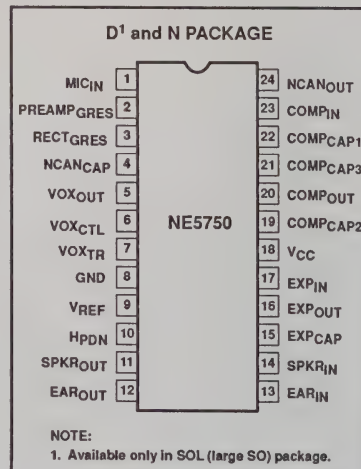 D¹ and N PACKAGE
MICIN 1
PREAMPGRES 2
RECTGRES 3
NCANCAP 4
VOXOUT 5
VOXCTL 6
VOXTR 7
GND 8
VREF 9
HPDN 10
SPKROUT 11
EAROUT 12
NE5750
24 NCANOUT
23 COMPIN
22 COMPCAP1
21 COMPCAP3
20 COMPOUT
19 COMPCAP2
18 VCC
17 EXPIN
16 EXPOUT
15 EXPCAP
14 SPKRIN
13 EARIN
NOTE:
1. Available only in SOL (large SO) package.